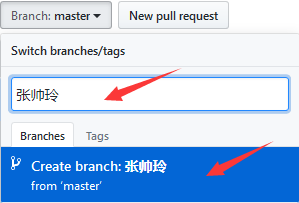 Branch: master New pull request
Switch branches/tags
张帅玲
Branches Tags
Create branch: 张帅玲
from 'master'